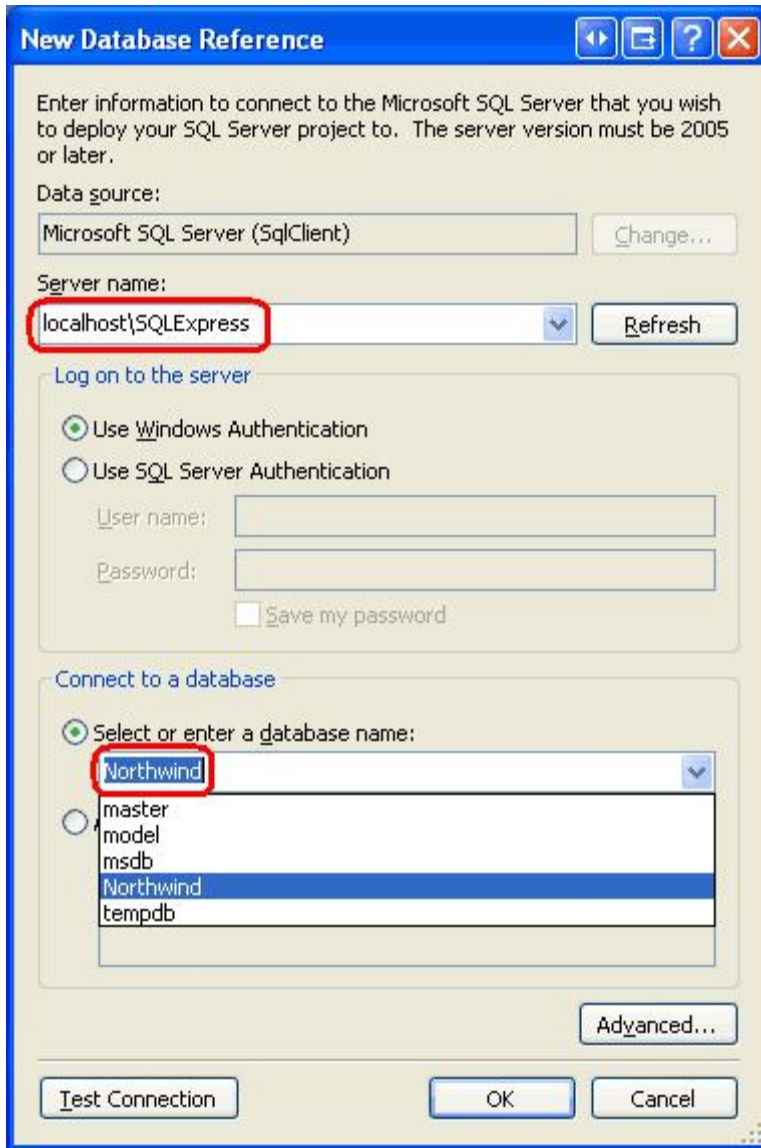 New Database Reference
Enter information to connect to the Microsoft SQL Server that you wish
to deploy your SQL Server project to. The server version must be 2005
or later.
Data source:
Microsoft SQL Server (SqlClient)
Change...
Server name:
localhost\SQLExpress
Refresh
Log on to the server
Use Windows Authentication
Use SQL Server Authentication
User name:
Password:
Save my password
Connect to a database
Select or enter a database name:
Northwind
master
model
msdb
Northwind
tempdb
Advanced...
Test Connection
OK
Cancel